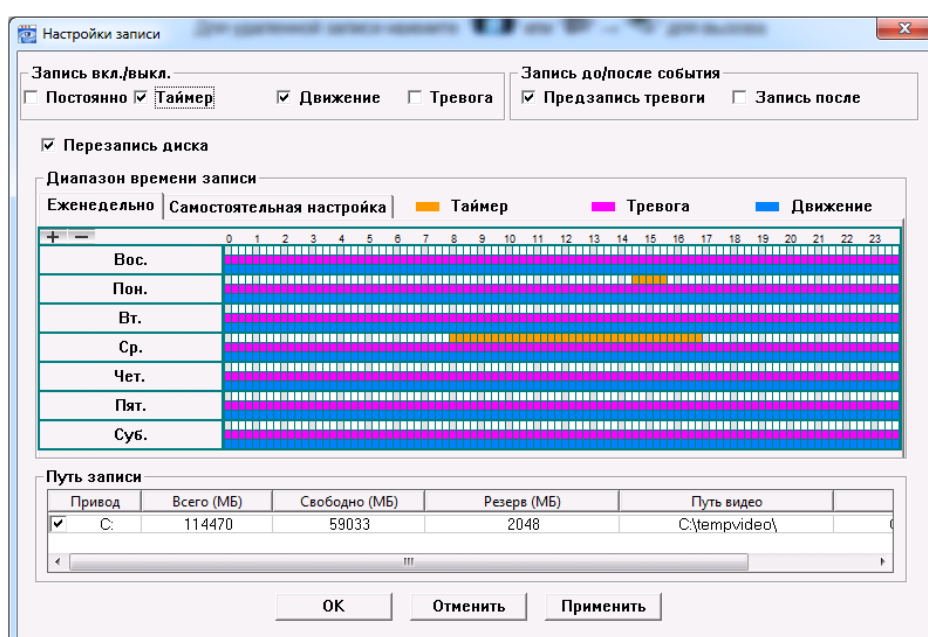 Настройки записи
Запись вкл./выкл.
Запись до/после события
Постоянно Таймер Движение Тревога Предзапись тревоги Запись после
Перезапись диска
Диапазон времени записи
Еженедельно Самостоятельная настройка Таймер Тревога Движение
+ − 0 1 2 3 4 5 6 7 8 9 10 11 12 13 14 15 16 17 18 19 20 21 22 23
Вос.
Пон.
Вт.
Ср.
Чет.
Пят.
Суб.
Путь записи
Привод Всего (МБ) Свободно (МБ) Резерв (МБ) Путь видео
C: 114470 59033 2048 C:\tempvideo\
OK Отменить Применить